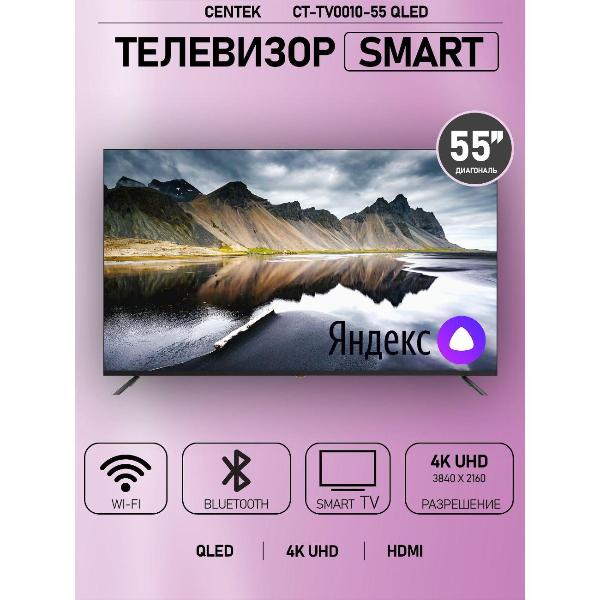 CENTEK CT-TV0010-55 QLED
ТЕЛЕВИЗОР SMART
55”
ДИАГОНАЛЬ
Яндекс
WI-FI
BLUETOOTH
SMART TV
4K UHD
3840 X 2160
РАЗРЕШЕНИЕ
QLED | 4K UHD | HDMI